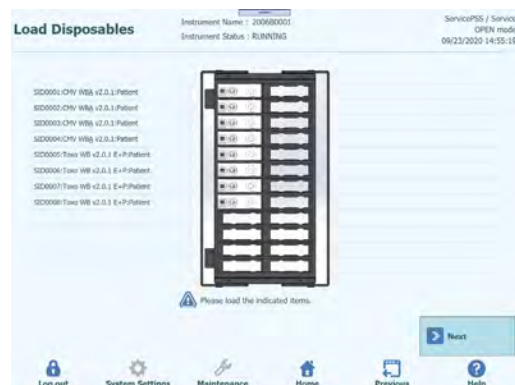 Load Disposables
Instrument Name : 200680001
Instrument Status : RUNNING
ServicePSS / Service
OPEN mode
09/23/2020 14:55:19
SID0001:CMV WBA v2.0.1:Patient
SID0002:CMV WBA v2.0.1:Patient
SID0003:CMV WBA v2.0.1:Patient
SID0004:CMV WBA v2.0.1:Patient
SID0005:Toxo WB v2.0.1 E+P:Patient
SID0006:Toxo WB v2.0.1 E+P:Patient
SID0007:Toxo WB v2.0.1 E+P:Patient
SID0008:Toxo WB v2.0.1 E+P:Patient
Please load the indicated items.
Next
Log out
System Settings
Maintenance
Home
Previous
Help